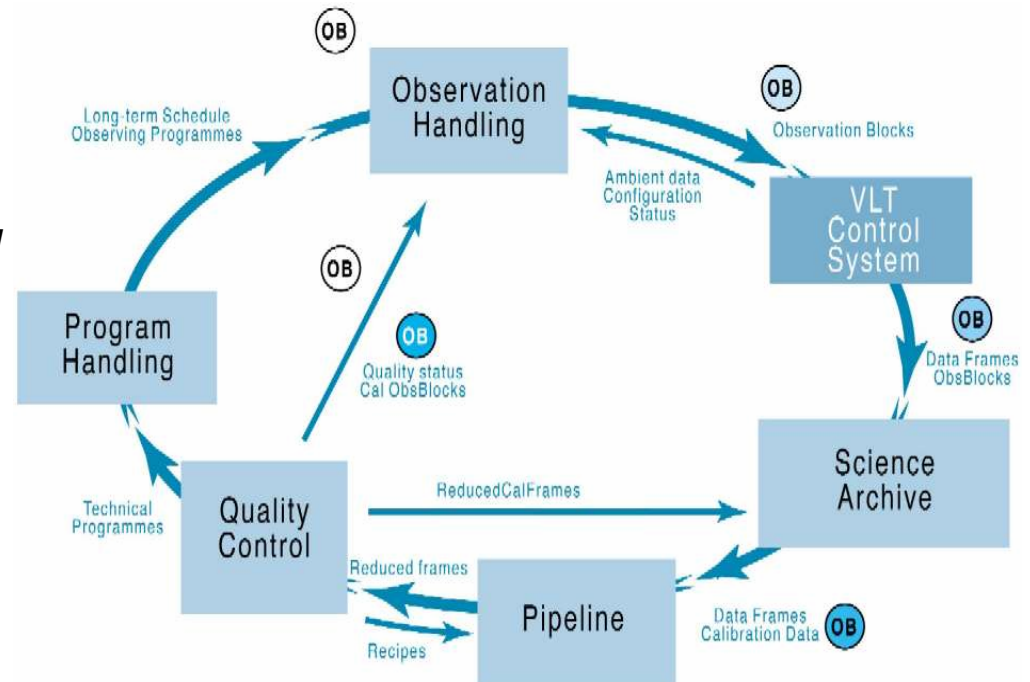 OB
Observation
Handling
OB
Long-term Schedule
Observing Programmes
Observation Blocks
Ambient data
Configuration
Status
VLT
Control
System
OB
Program
Handling
OB
OB
Data Frames
ObsBlocks
Quality status
Cal ObsBlocks
Science
Archive
ReducedCalFrames
Technical
Programmes
Quality
Control
Reduced frames
Pipeline
Recipes
Data Frames
Calibration Data
OB